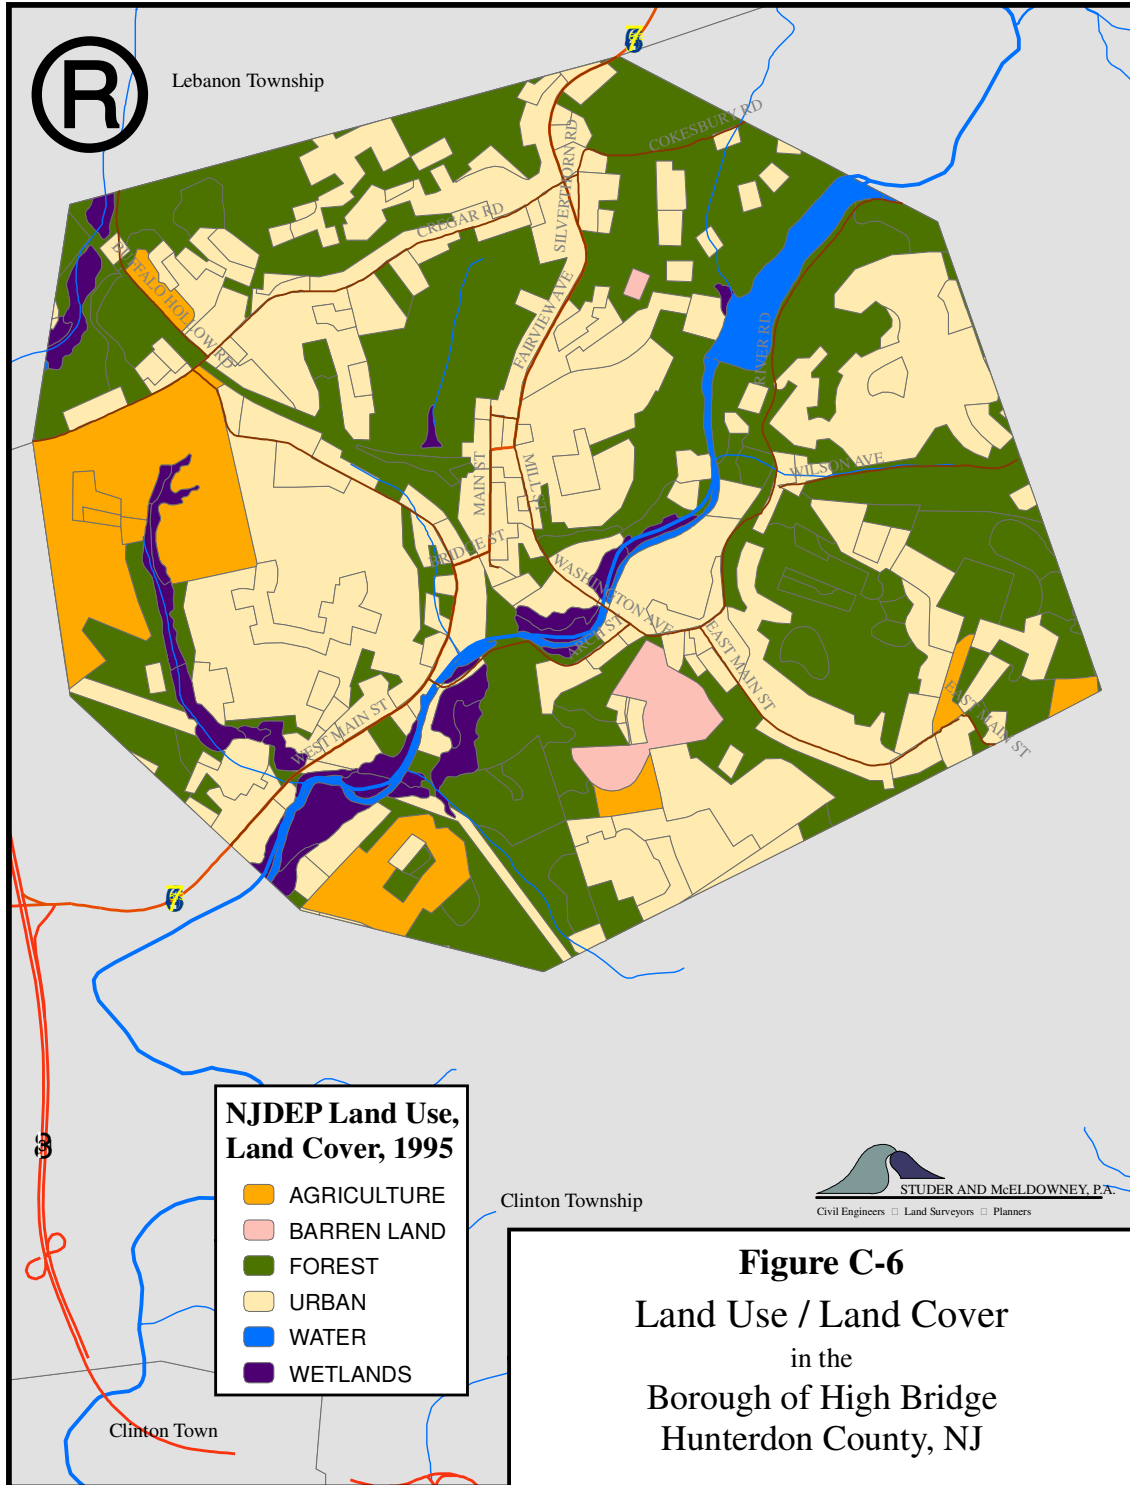 R
Lebanon Township
COKESBURY RD
SILVERTHORN RD
CREGAR RD
BUFFALO HOLLOW RD
FAIRVIEW AVE
RIVER RD
WILSON AVE
MAIN ST
MILL ST
BRIDGE ST
WASHINGTON AVE
ARCH ST
EAST MAIN ST
EAST MAIN ST
WEST MAIN ST
NJDEP Land Use,
Land Cover, 1995
AGRICULTURE
BARREN LAND
FOREST
URBAN
WATER
WETLANDS
Clinton Township
Clinton Town
STUDER AND McELDOWNEY, P.A.
Civil Engineers □ Land Surveyors □ Planners
Figure C-6
Land Use / Land Cover
in the
Borough of High Bridge
Hunterdon County, NJ